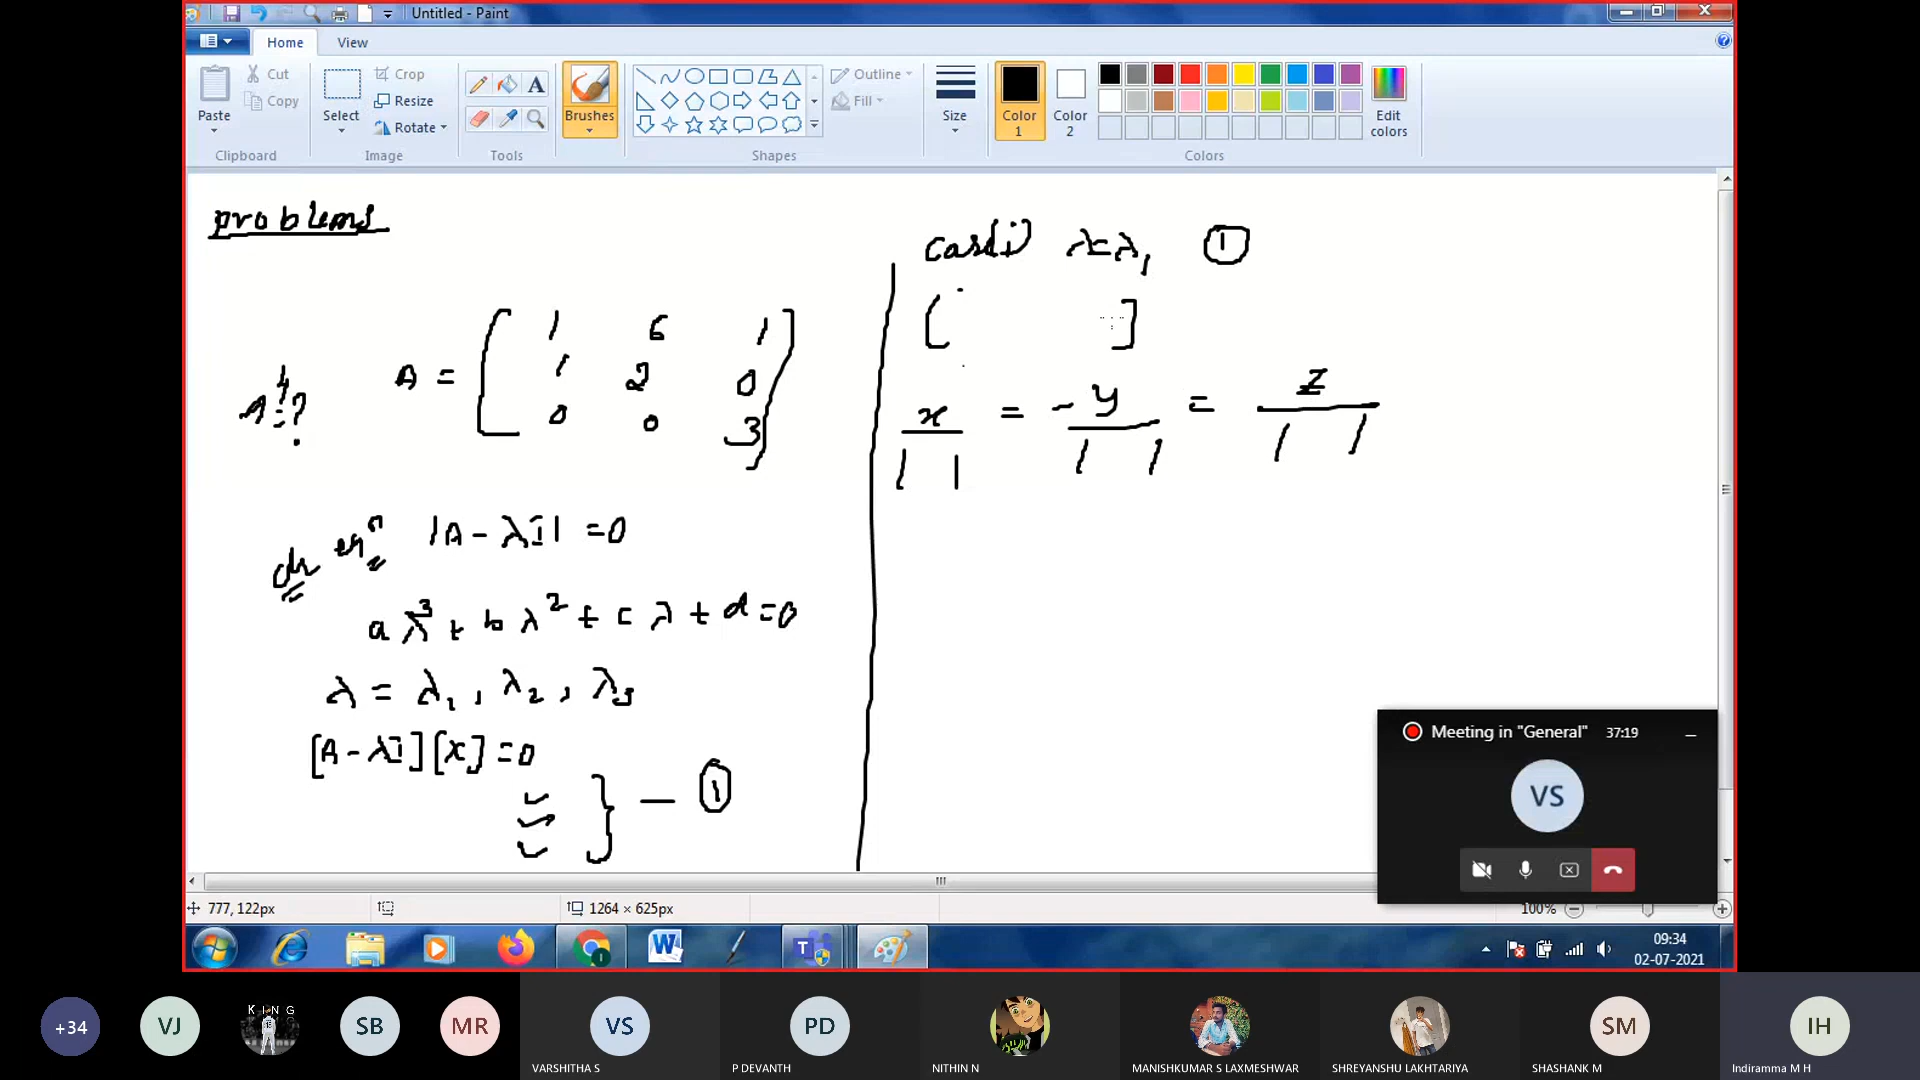 Untitled - Paint
Home View
Cut
Copy
Paste
Clipboard
Select
Crop
Resize
Rotate
Image
A
Tools
Brushes
Shapes
Outline
Fill
Size
Color 1
Color 2
Edit colors
Colors
problems
A = [ 1 6 1
1 2 0
0 0 3 ]
A⁴ = ?
eqⁿ |A - λI| = 0
aλ³ + bλ² + cλ + d = 0
λ = λ₁, λ₂, λ₃
[A - λI][x] = 0
} — ①
case(i) λ = λ₁ ①
[ ]
x/| | = -y/| | = z/| |
Meeting in "General" 37:19
VS
777, 122px
1264 × 625px
100%
09:34
02-07-2021
+34
VJ
KING
SB
MR
VS
VARSHITHA S
PD
P DEVANTH
NITHIN N
MANISHKUMAR S LAXMESHWAR
SHREYANSHU LAKHTARIYA
SM
SHASHANK M
IH
Indiramma M H